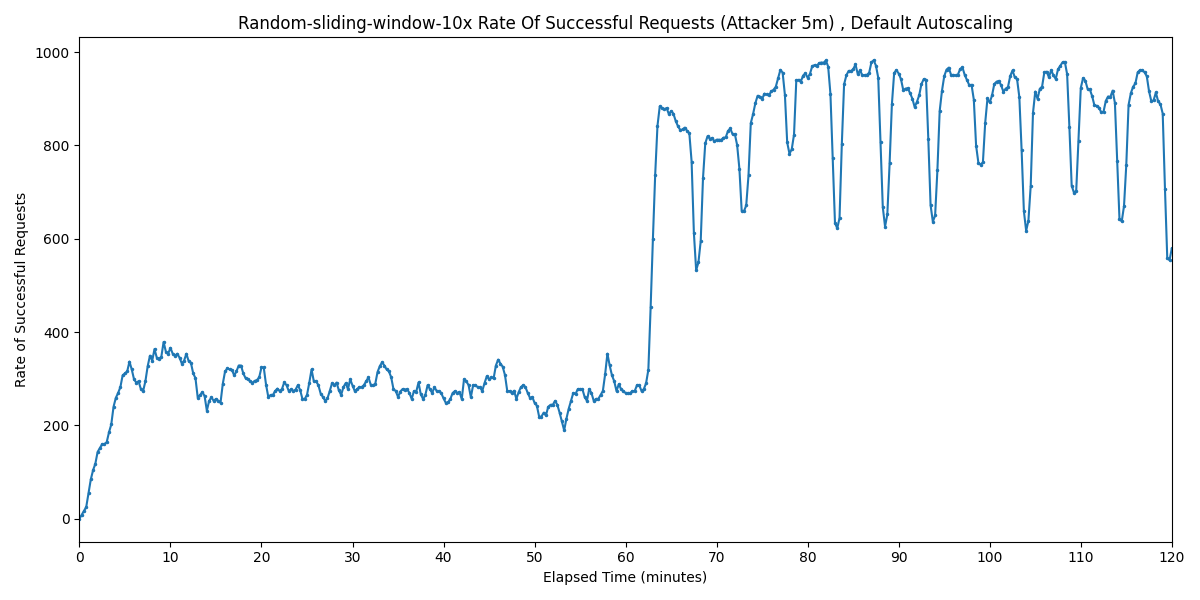 Random-sliding-window-10x Rate Of Successful Requests (Attacker 5m) , Default Autoscaling
1000
800
600
400
200
0
Rate of Successful Requests
0 10 20 30 40 50 60 70 80 90 100 110 120
Elapsed Time (minutes)